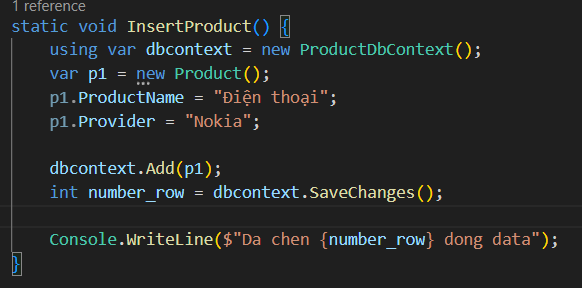 1 reference
static void InsertProduct() {
using var dbcontext = new ProductDbContext();
var p1 = new Product();
p1.ProductName = "Điện thoại";
p1.Provider = "Nokia";
dbcontext.Add(p1);
int number_row = dbcontext.SaveChanges();
Console.WriteLine($"Da chen {number_row} dong data");
}